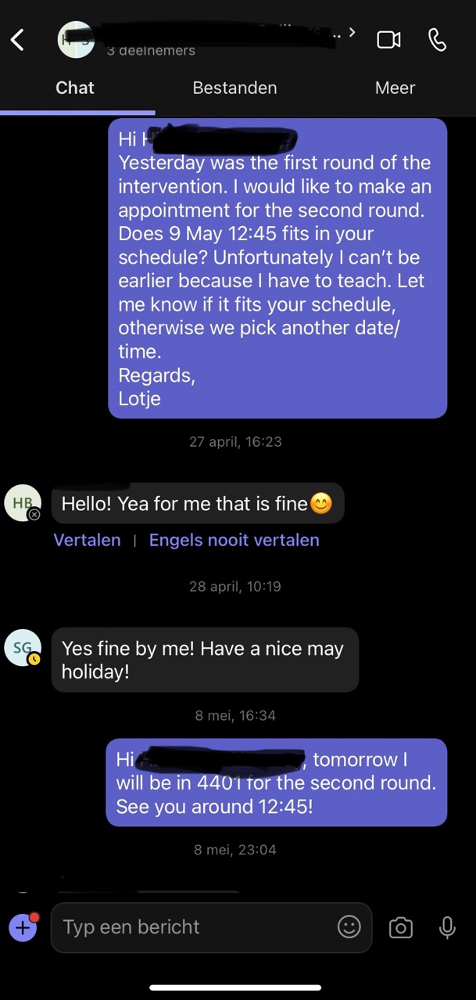 3 deelnemers
Chat
Bestanden
Meer
Hi
Yesterday was the first round of the
intervention. I would like to make an
appointment for the second round.
Does 9 May 12:45 fits in your
schedule? Unfortunately I can’t be
earlier because I have to teach. Let
me know if it fits your schedule,
otherwise we pick another date/
time.
Regards,
Lotje
27 april, 16:23
HB
Hello! Yea for me that is fine😊
Vertalen | Engels nooit vertalen
28 april, 10:19
SG
Yes fine by me! Have a nice may
holiday!
8 mei, 16:34
Hi , tomorrow I
will be in 4401 for the second round.
See you around 12:45!
8 mei, 23:04
Typ een bericht